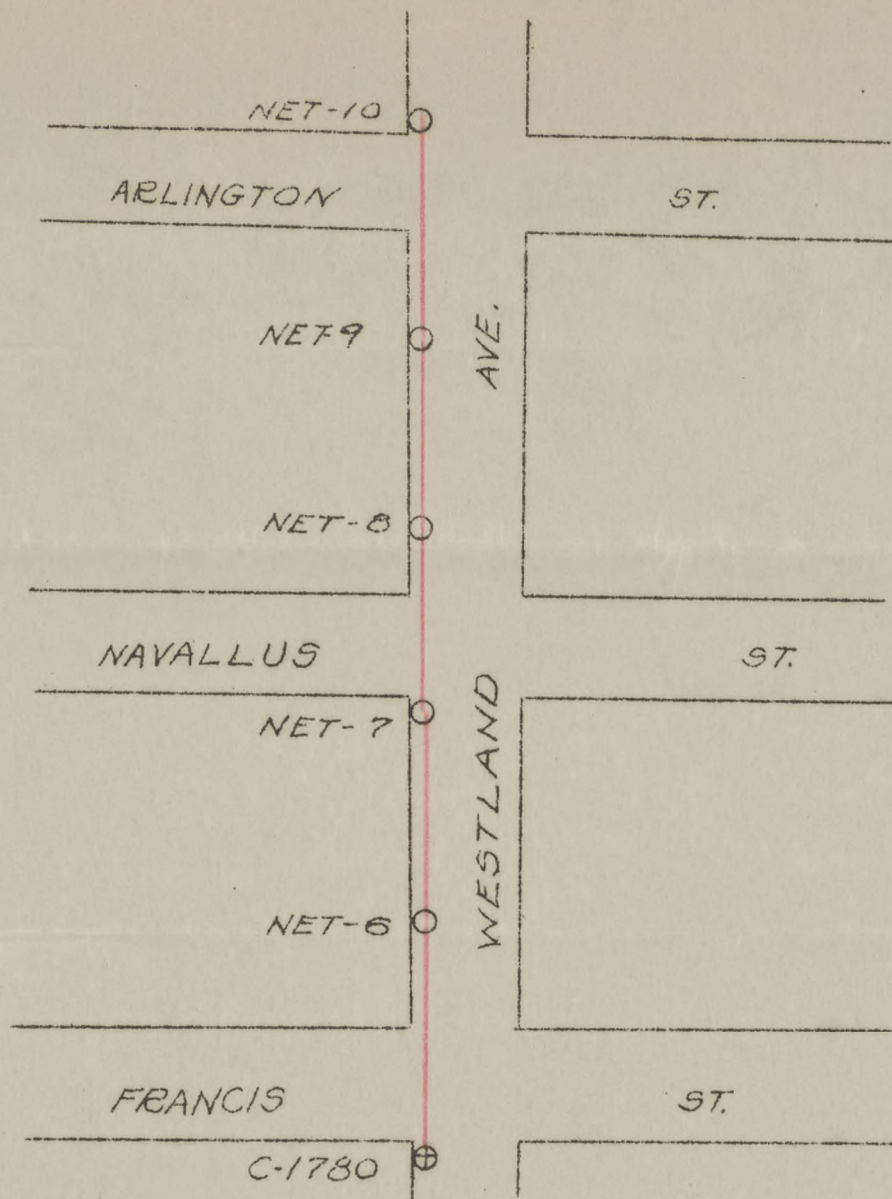 NET-10
ARLINGTON ST.
NET-9
AVE.
NET-8
NAVALLUS ST.
NET-7
WESTLAND
NET-6
FRANCIS ST.
C-1780